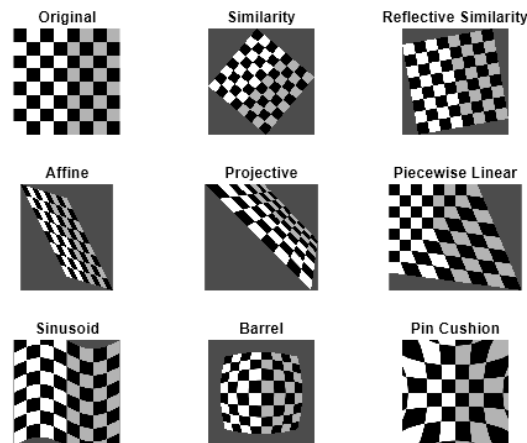 Original
Similarity
Reflective Similarity
Affine
Projective
Piecewise Linear
Sinusoid
Barrel
Pin Cushion